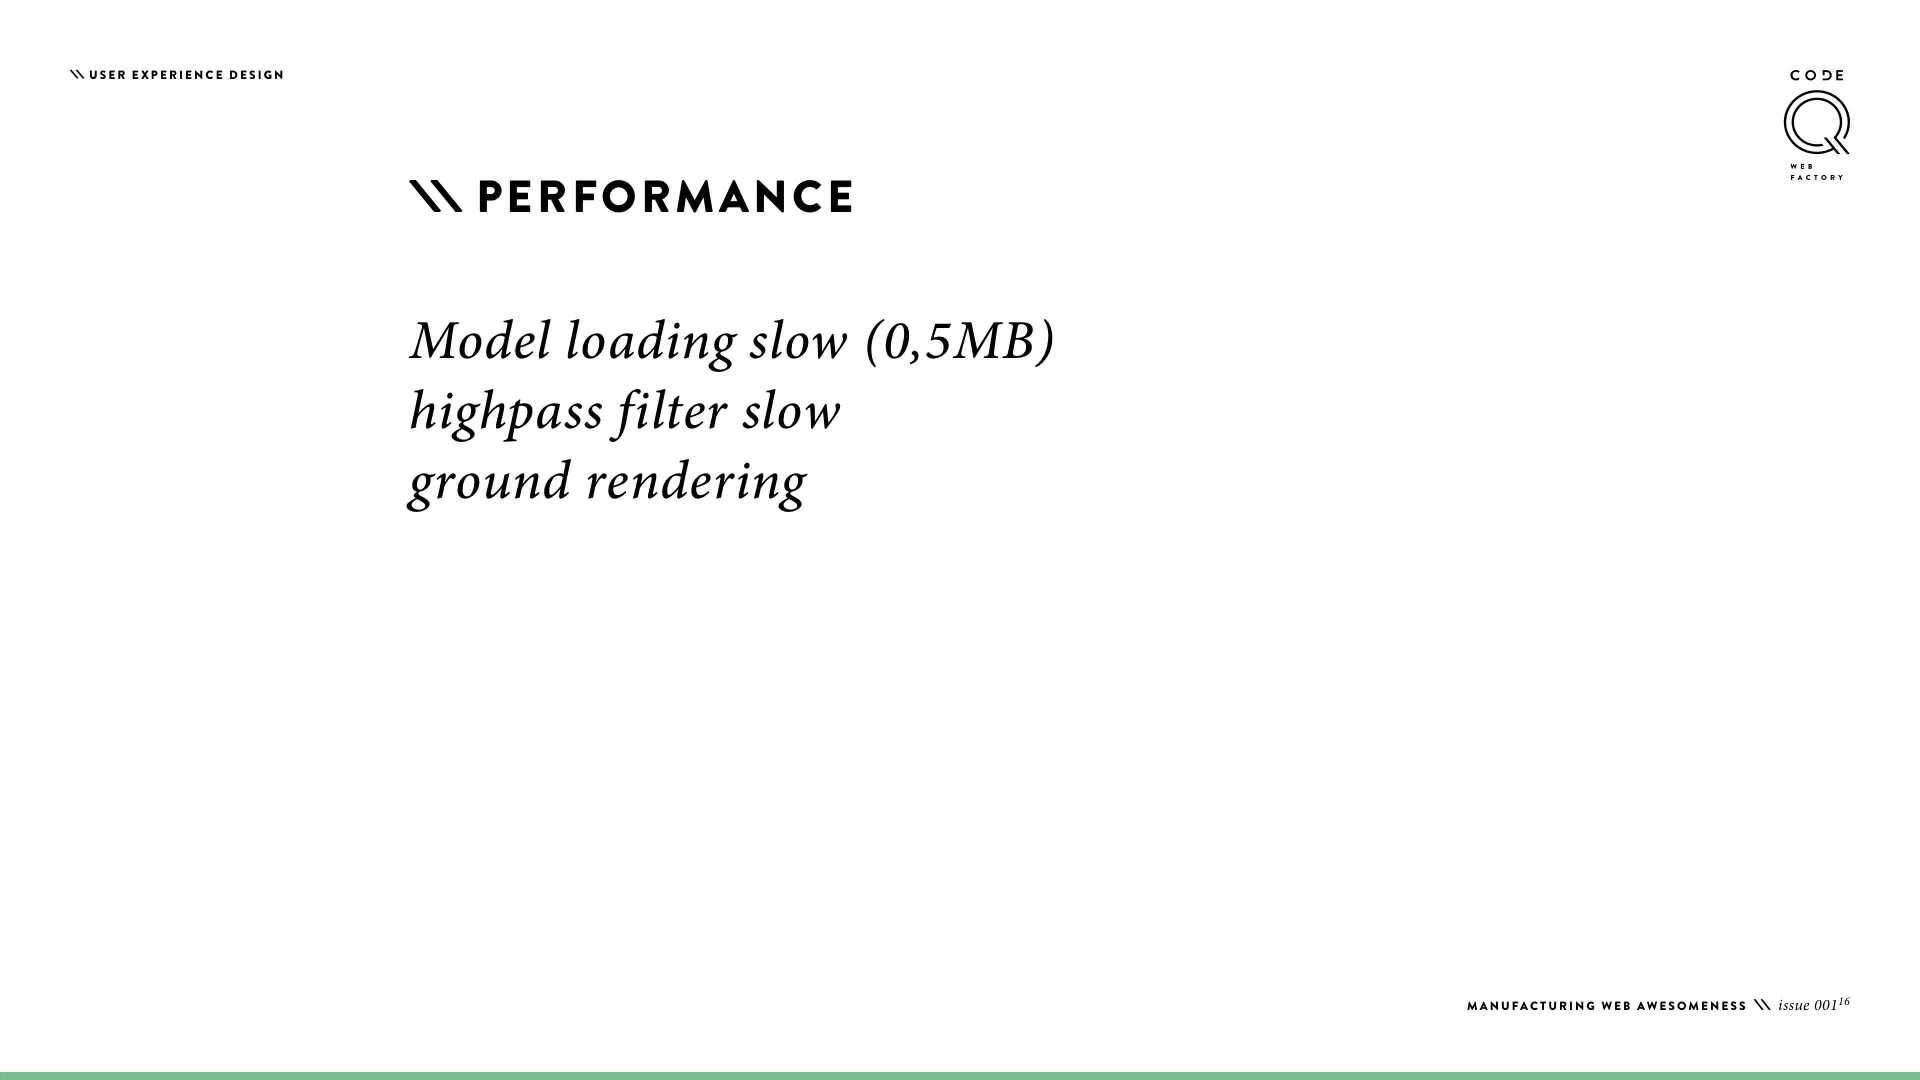 \\ USER EXPERIENCE DESIGN
CODE
Q
WEB
FACTORY
\\ PERFORMANCE
Model loading slow (0,5MB)
highpass filter slow
ground rendering
MANUFACTURING WEB AWESOMENESS \\ issue 001¹⁶